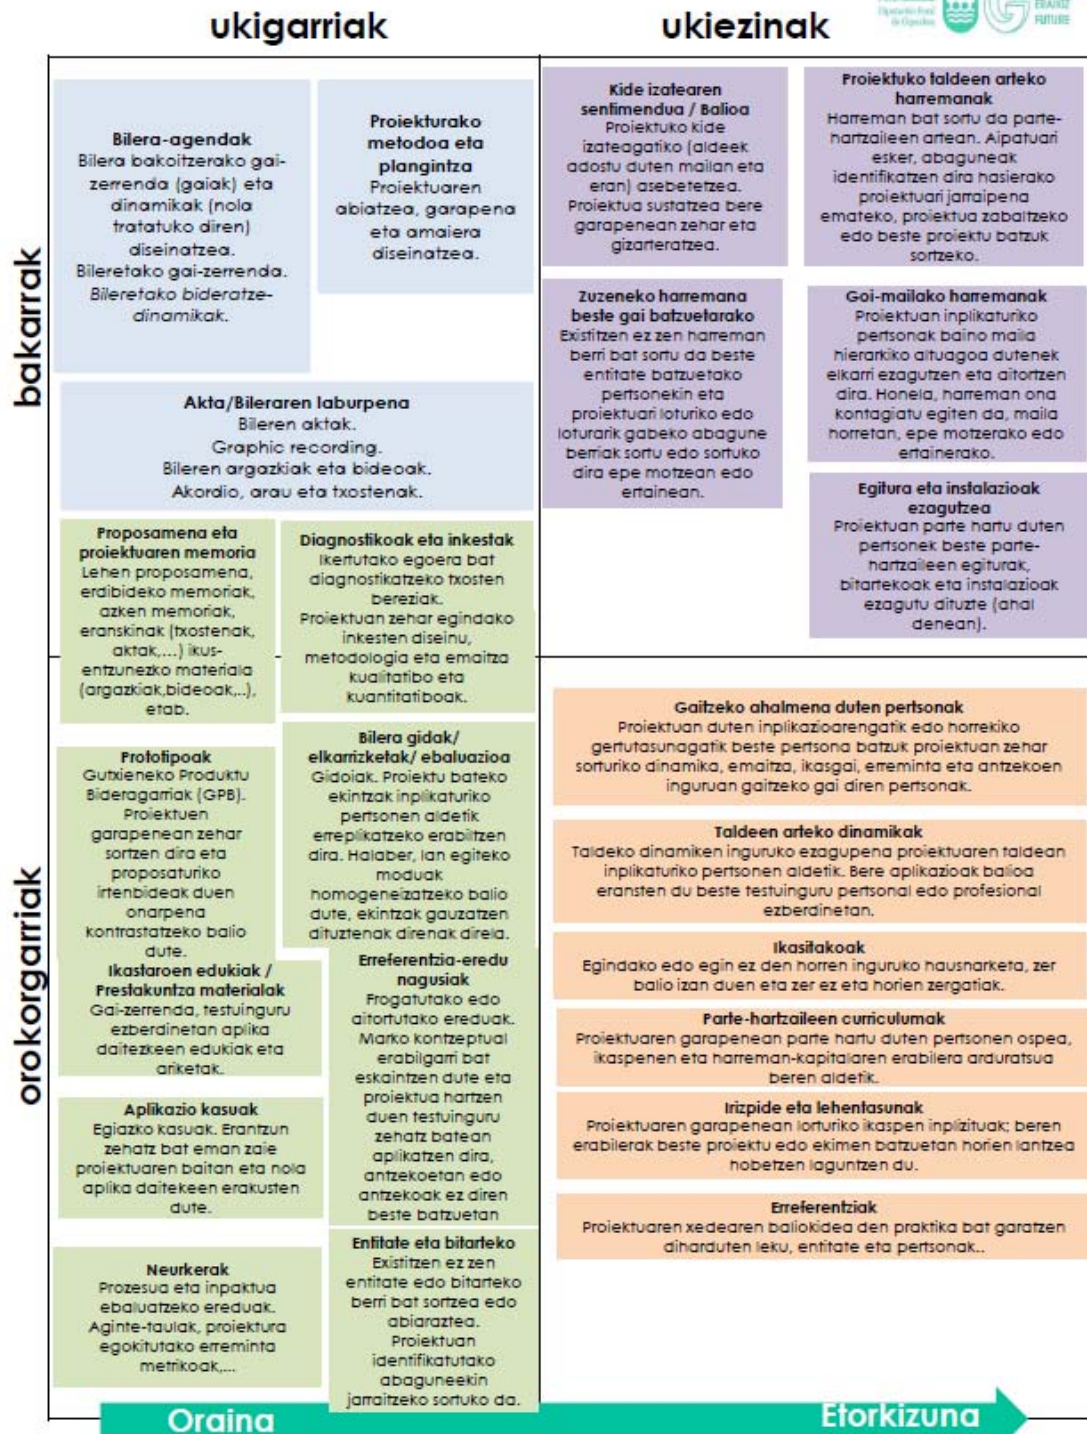 ukigarriak
ukiezinak
Diputación Foral
de Gipuzkoa
ERAIKIZ
FUTURE
bakarrak
Bilera-agendak
Bilera bakoitzerako gai-
zerrenda (gaiak) eta
dinamikak (nola
tratatuko diren)
diseinatzea.
Bileretako gai-zerrenda.
Bileretako bideratze-
dinamikak.
Proiekturako
metodoa eta
plangintza
Proiektuaren
abiatzea, garapena
eta amaiera
diseinatzea.
Akta/Bileraren laburpena
Bileren aktak.
Graphic recording.
Bileren argazkiak eta bideoak.
Akordio, arau eta txostenak.
Kide izatearen
sentimendua / Balioa
Proiektuko kide
izateagatiko (aldeek
adostu duten mailan eta
eran) asebetetzea.
Proiektua sustatzea bere
garapenean zehar eta
gizarteratzea.
Proiektuko taldeen arteko
harremanak
Harreman bat sortu da parte-
hartzaileen artean. Aipatuari
esker, abaguneak
identifikatzen dira hasierako
proiektuari jarraipena
emateko, proiektua zabaltzeko
edo beste proiektu batzuk
sortzeko.
Zuzeneko harremana
beste gai batzuetarako
Existitzen ez zen harreman
berri bat sortu da beste
entitate batzuetako
pertsonekin eta
proiektuari loturiko edo
loturarik gabeko abagune
berriak sortu edo sortuko
dira epe motzean edo
ertainean.
Goi-mailako harremanak
Proiektuan inplikaturiko
pertsonak baino maila
hierarkiko altuagoa dutenek
elkarri ezagutzen eta aitortzen
dira. Honela, harreman ona
kontagiatu egiten da, maila
horretan, epe motzerako edo
ertainerako.
Egitura eta instalazioak
ezagutzea
Proiektuan parte hartu duten
pertsonek beste parte-
hartzaileen egiturak,
bitartekoak eta instalazioak
ezagutu dituzte (ahal
denean).
Proposamena eta
proiektuaren memoria
Lehen proposamena,
erdibideko memoriak,
azken memoriak,
eranskinak (txostenak,
aktak,...) ikus-
entzunezko materiala
(argazkiak,bideoak,..),
etab.
Diagnostikoak eta inkestak
Ikertutako egoera bat
diagnostikatzeko txosten
bereziak.
Proiektuan zehar egindako
inkesten diseinu,
metodologia eta emaitza
kualitatibo eta
kuantitatiboak.
orokorgarriak
Prototipoak
Gutxieneko Produktu
Bideragarriak (GPB).
Proiektuen
garapenean zehar
sortzen dira eta
proposaturiko
irtenbideak duen
onarpena
kontrastatzeko balio
dute.
Bilera gidak/
elkarrizketak/ ebaluazioa
Gidoiak. Proiektu bateko
ekintzak inplikaturiko
pertsonen aldetik
erreplikatzeko erabiltzen
dira. Halaber, lan egiteko
moduak
homogeneizatzeko balio
dute, ekintzak gauzatzen
dituztenak direnak direla.
Ikastaroen edukiak /
Prestakuntza materialak
Gai-zerrenda, testuinguru
ezberdinetan aplika
daitezkeen edukiak eta
ariketak.
Erreferentzia-eredu
nagusiak
Frogatutako edo
aitortutako ereduak.
Marko kontzeptual
erabilgarri bat
eskaintzen dute eta
proiektua hartzen
duen testuinguru
zehatz batean
aplikatzen dira,
antzekoetan edo
antzekoak ez diren
beste batzuetan
Aplikazio kasuak
Egiazko kasuak. Erantzun
zehatz bat eman zaie
proiektuaren baitan eta nola
aplika daitekeen erakusten
dute.
Neurkerak
Prozesua eta inpaktua
ebaluatzeko ereduak.
Aginte-taulak, proiektura
egokitutako erreminta
metrikoak,...
Entitate eta bitarteko
Existitzen ez zen
entitate edo bitarteko
berri bat sortzea edo
abiaraztea.
Proiektuan
identifikatutako
abaguneekin
jarraitzeko sortuko da.
Gaitzeko ahalmena duten pertsonak
Proiektuan duten inplikazioarengatik edo horrekiko
gertutasunagatik beste pertsona batzuk proiektuan zehar
sorturiko dinamika, emaitza, ikasgai, erreminta eta antzekoen
inguruan gaitzeko gai diren pertsonak.
Taldeen arteko dinamikak
Taldeko dinamiken inguruko ezagupena proiektuaren taldean
inplikaturiko pertsonen aldetik. Bere aplikazioak balioa
eransten du beste testuinguru pertsonal edo profesional
ezberdinetan.
Ikasitakoak
Egindako edo egin ez den horren inguruko hausnarketa, zer
balio izan duen eta zer ez eta horien zergatiak.
Parte-hartzaileen curriculumak
Proiektuaren garapenean parte hartu duten pertsonen ospea,
ikaspenen eta harreman-kapitalaren erabilera arduratsua
beren aldetik.
Irizpide eta lehentasunak
Proiektuaren garapenean lorturiko ikaspen inplizituak; beren
erabilerak beste proiektu edo ekimen batzuetan horien lantzea
hobetzen laguntzen du.
Erreferentziak
Proiektuaren xedearen baliokidea den praktika bat garatzen
diharduten leku, entitate eta pertsonak..
Oraina
Etorkizuna